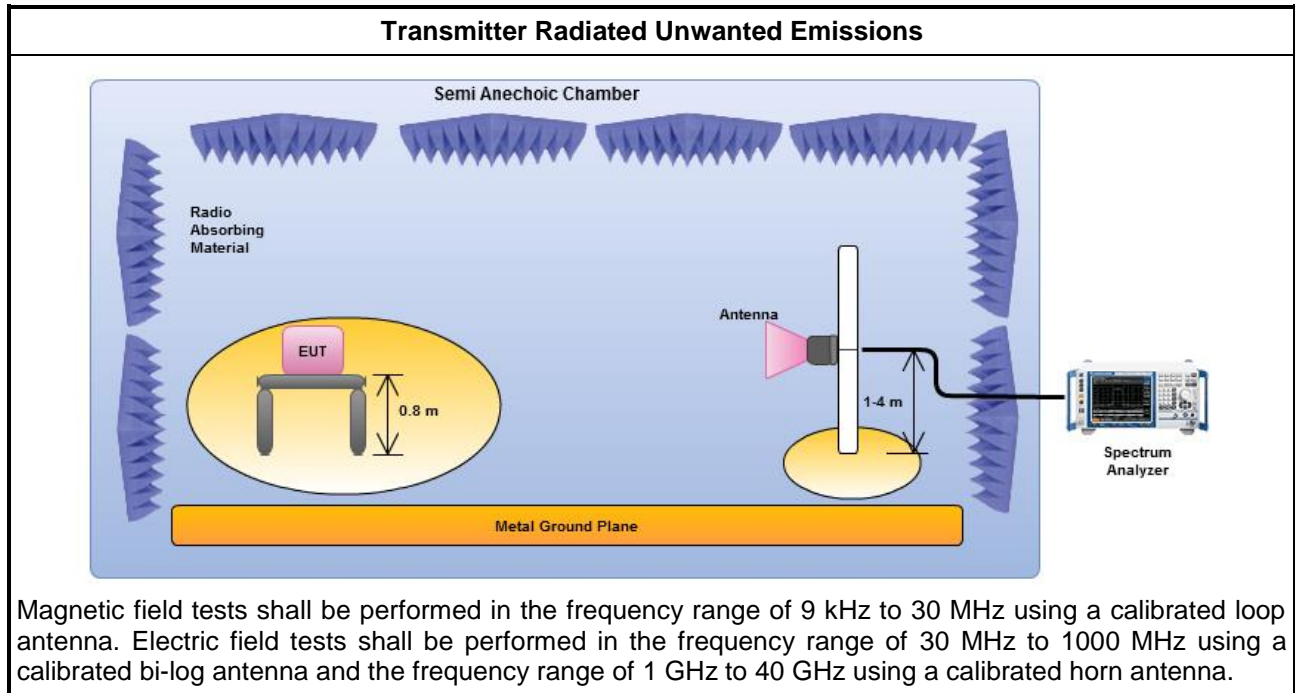 Transmitter Radiated Unwanted Emissions
Semi Anechoic Chamber
Radio
Absorbing
Material
Antenna
EUT
0.8 m
1-4 m
Spectrum
Analyzer
Metal Ground Plane
Magnetic field tests shall be performed in the frequency range of 9 kHz to 30 MHz using a calibrated loop
antenna. Electric field tests shall be performed in the frequency range of 30 MHz to 1000 MHz using a
calibrated bi-log antenna and the frequency range of 1 GHz to 40 GHz using a calibrated horn antenna.